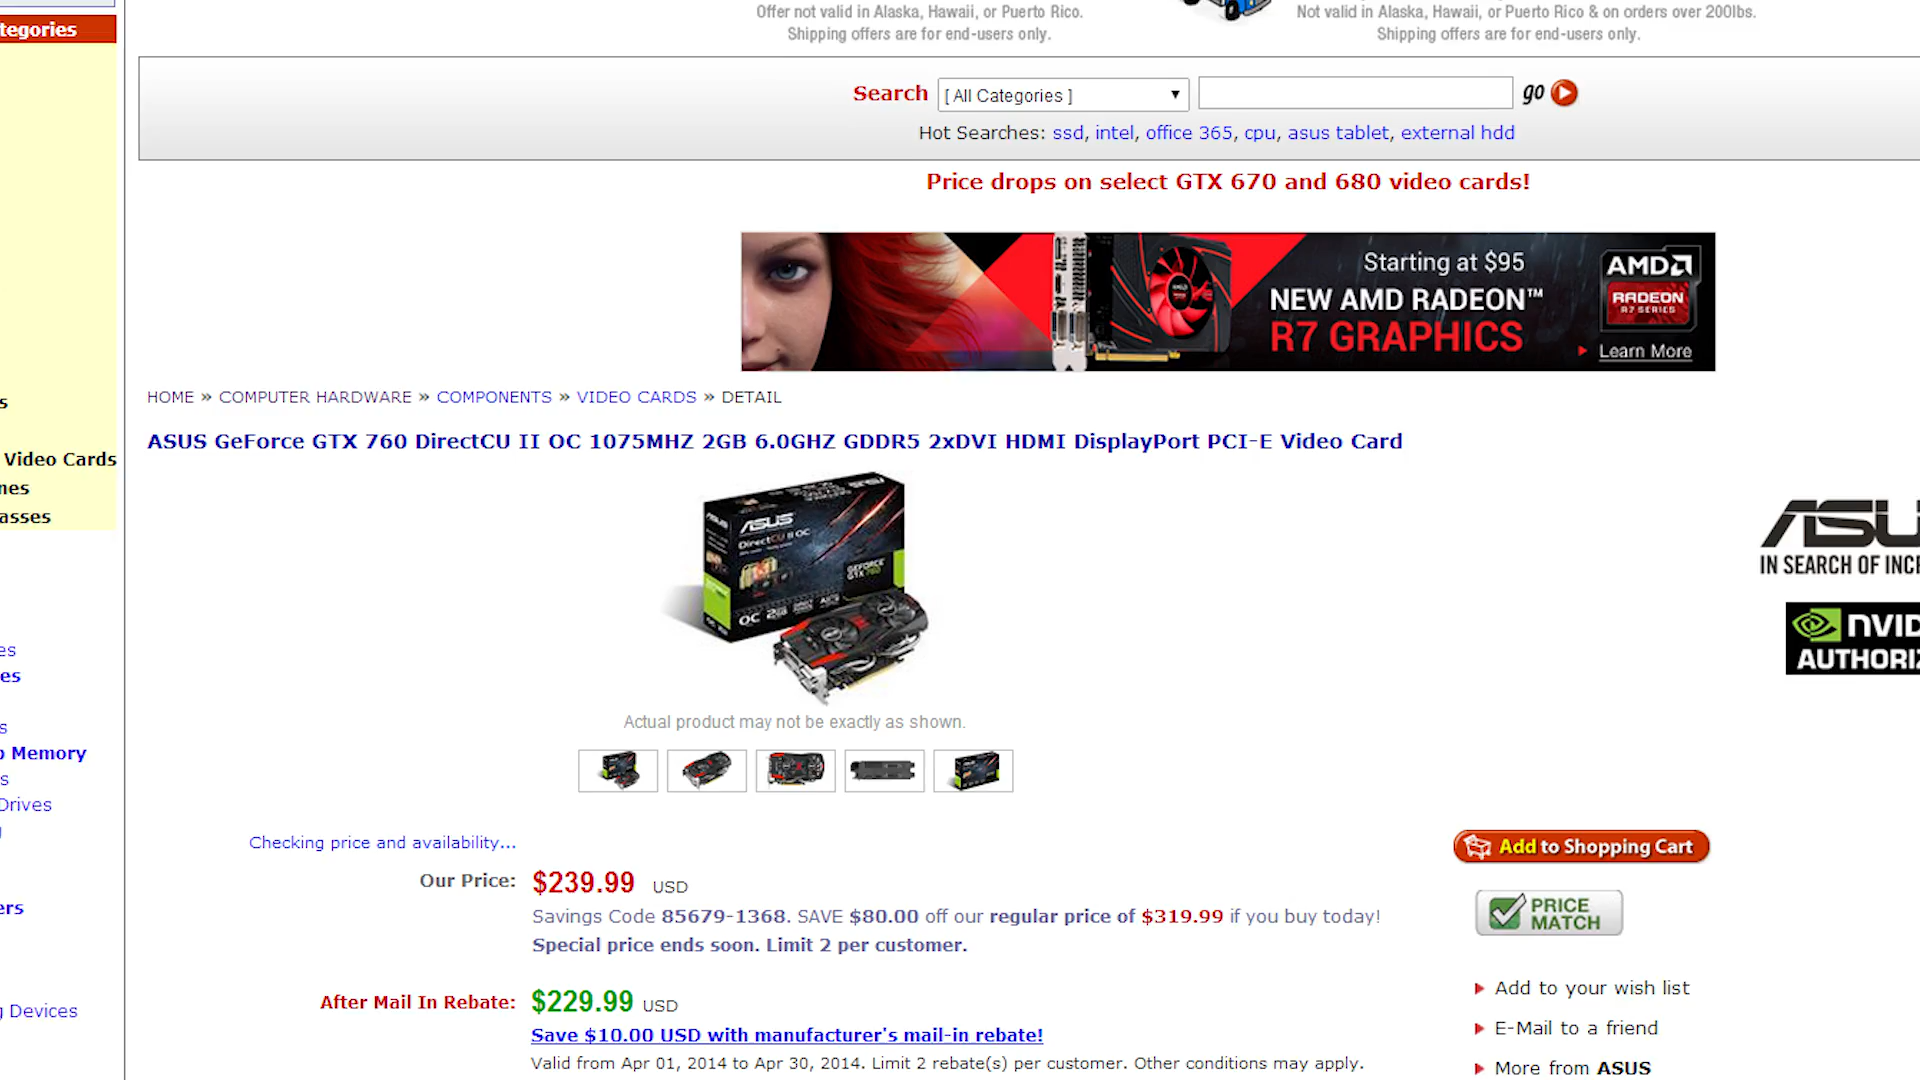 Offer not valid in Alaska, Hawaii, or Puerto Rico.
Shipping offers are for end-users only.
Not valid in Alaska, Hawaii, or Puerto Rico & on orders over 200lbs.
Shipping offers are for end-users only.
tegories
Search [ All Categories ] go
Hot Searches: ssd, intel, office 365, cpu, asus tablet, external hdd
Price drops on select GTX 670 and 680 video cards!
Starting at $95
NEW AMD RADEON™
R7 GRAPHICS
AMD
RADEON
R7 SERIES
Learn More
HOME » COMPUTER HARDWARE » COMPONENTS » VIDEO CARDS » DETAIL
ASUS GeForce GTX 760 DirectCU II OC 1075MHZ 2GB 6.0GHZ GDDR5 2xDVI HDMI DisplayPort PCI-E Video Card
s
Video Cards
nes
asses
ASUS
DirectCU II OC
GEFORCE
GTX 760
OC 2GB
ASU
IN SEARCH OF INC
NVID
AUTHORIZ
es
es
s
Memory
s
Drives
ers
g Devices
Actual product may not be exactly as shown.
Checking price and availability...
Our Price: $239.99 USD
Savings Code 85679-1368. SAVE $80.00 off our regular price of $319.99 if you buy today!
Special price ends soon. Limit 2 per customer.
After Mail In Rebate: $229.99 USD
Save $10.00 USD with manufacturer's mail-in rebate!
Valid from Apr 01, 2014 to Apr 30, 2014. Limit 2 rebate(s) per customer. Other conditions may apply.
Add to Shopping Cart
PRICE
MATCH
Add to your wish list
E-Mail to a friend
More from ASUS